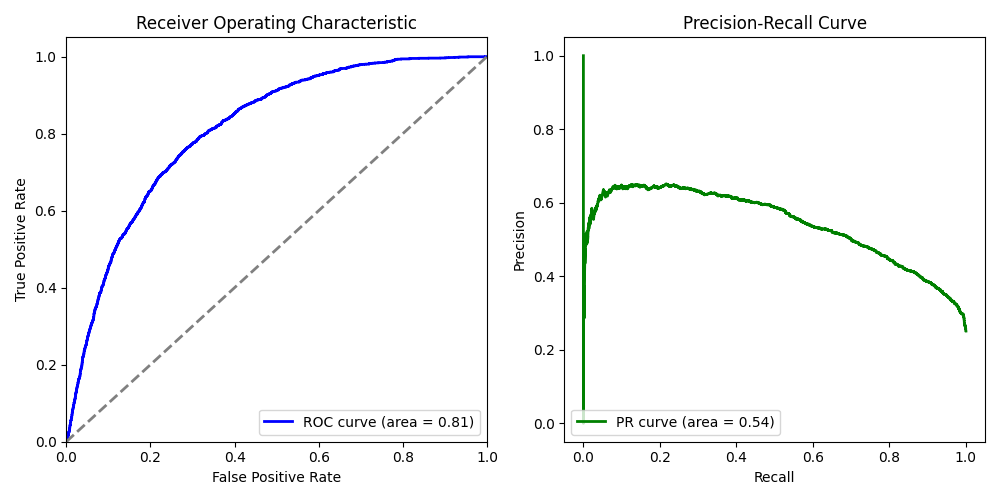 Receiver Operating Characteristic
True Positive Rate
1.0
0.8
0.6
0.4
0.2
0.0
ROC curve (area = 0.81)
0.0 0.2 0.4 0.6 0.8 1.0
False Positive Rate
Precision-Recall Curve
Precision
1.0
0.8
0.6
0.4
0.2
0.0
PR curve (area = 0.54)
0.0 0.2 0.4 0.6 0.8 1.0
Recall